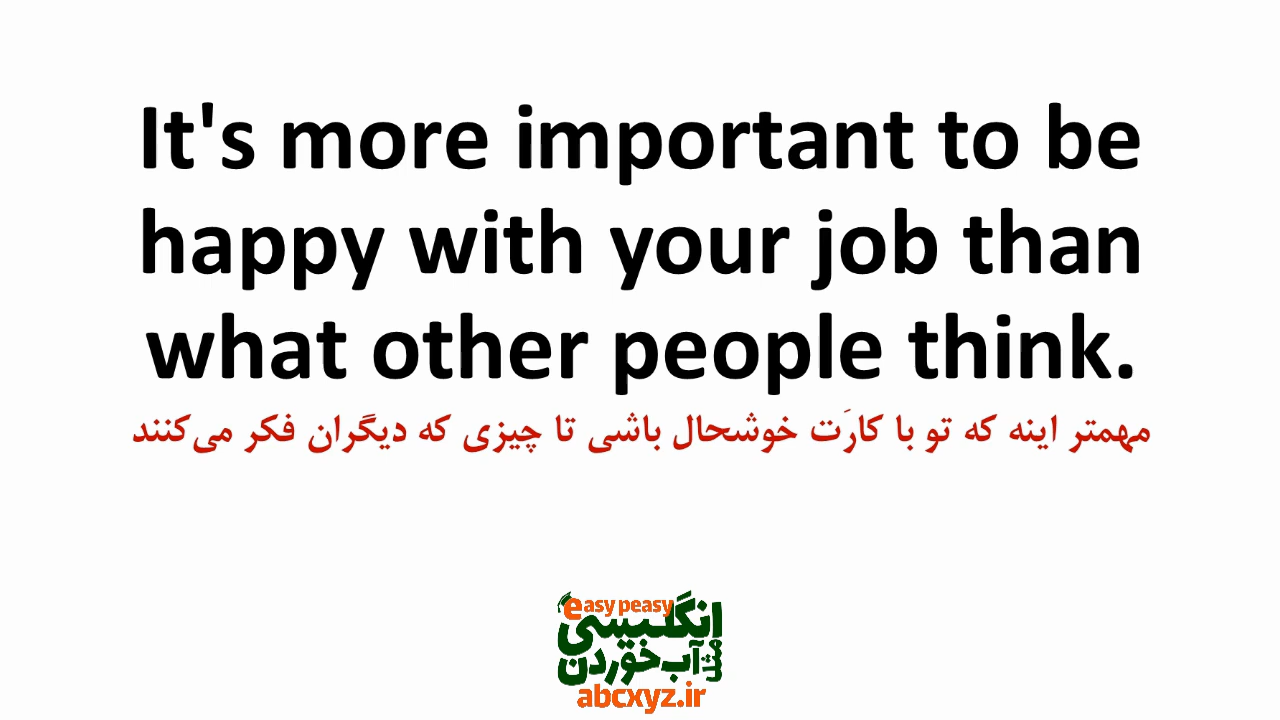 It's more important to be
happy with your job than
what other people think.
مهمتر اینه که تو با کارَت خوشحال باشی تا چیزی که دیگران فکر می‌کنند
easy peasy
انگلیسی
مثل آب خوردن
abcxyz.ir